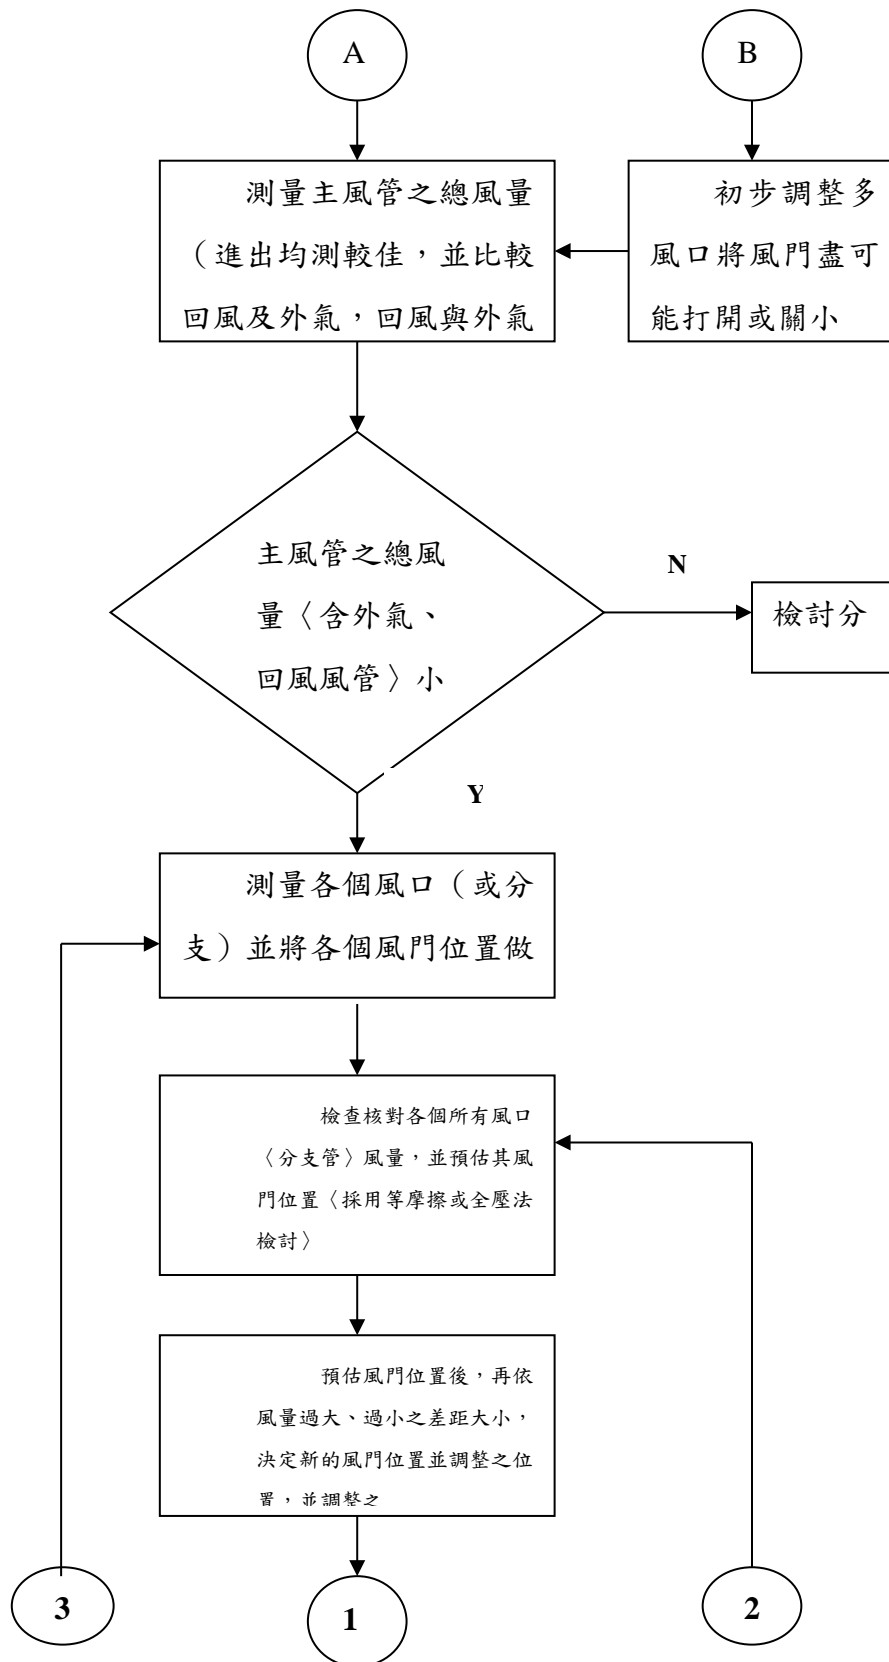 A
B
測量主風管之總風量
（進出均測較佳，並比較
回風及外氣，回風與外氣
初步調整多
風口將風門盡可
能打開或關小
主風管之總風
量〈含外氣、
回風風管〉小
N
檢討分
Y
測量各個風口（或分
支）並將各個風門位置做
檢查核對各個所有風口
〈分支管〉風量，並預估其風
門位置〈採用等摩擦或全壓法
檢討〉
預估風門位置後，再依
風量過大、過小之差距大小，
決定新的風門位置並調整之位
置，並調整之
3
1
2